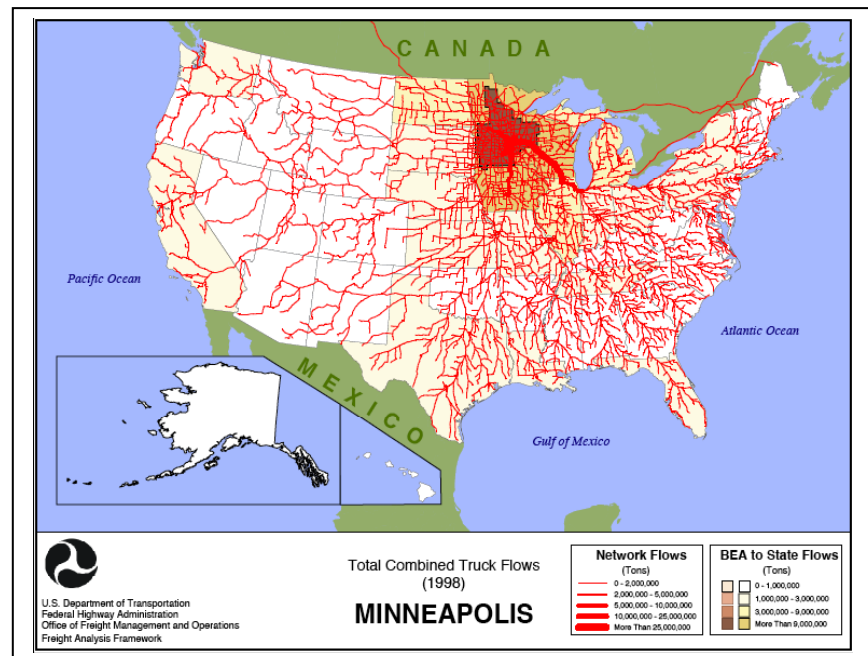 CANADA
Pacific Ocean
Atlantic Ocean
MEXICO
Gulf of Mexico
U.S. Department of Transportation
Federal Highway Administration
Office of Freight Management and Operations
Freight Analysis Framework
Total Combined Truck Flows
(1998)
MINNEAPOLIS
Network Flows
(Tons)
0 - 2,000,000
2,000,000 - 5,000,000
5,000,000 - 10,000,000
10,000,000 - 25,000,000
More Than 25,000,000
BEA to State Flows
(Tons)
0 - 1,000,000
1,000,000 - 3,000,000
3,000,000 - 9,000,000
More Than 9,000,000